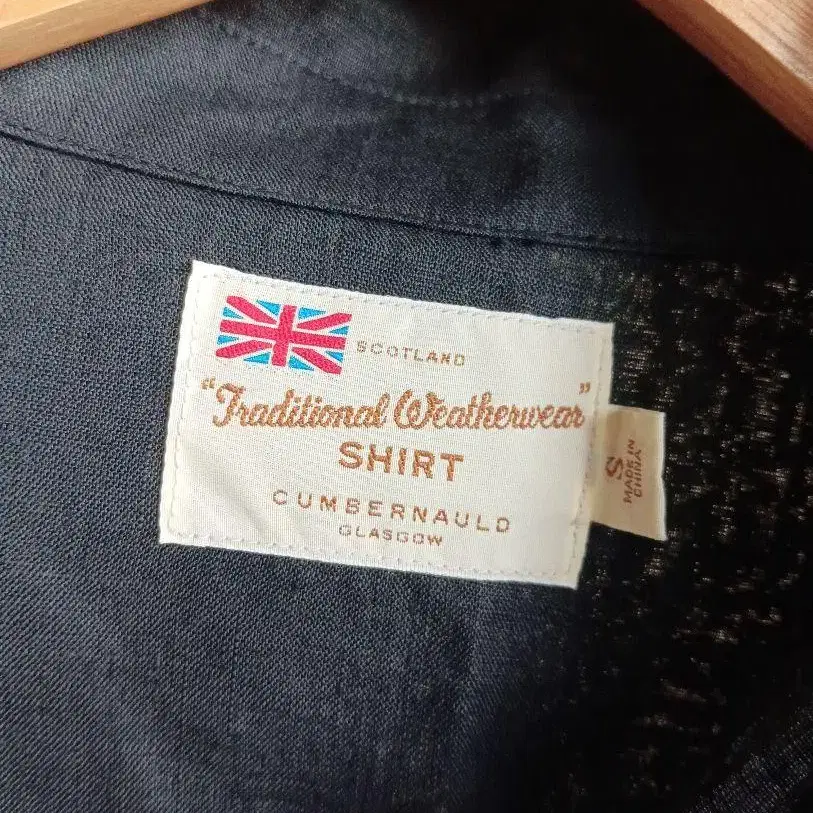 SCOTLAND
"Traditional Weatherwear"
SHIRT
CUMBERNAULD
GLASGOW
S
MADE IN
CHINA